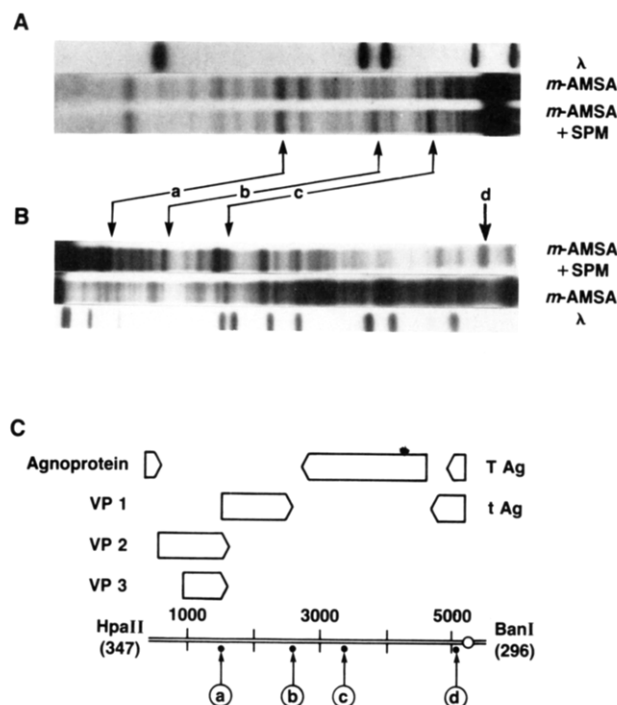 A
λ
m-AMSA
m-AMSA
+ SPM
a
b
c
d
B
m-AMSA
+ SPM
m-AMSA
λ
C
Agnoprotein
T Ag
VP 1
t Ag
VP 2
VP 3
1000 3000 5000
HpaII BanI
(347) (296)
a b c d